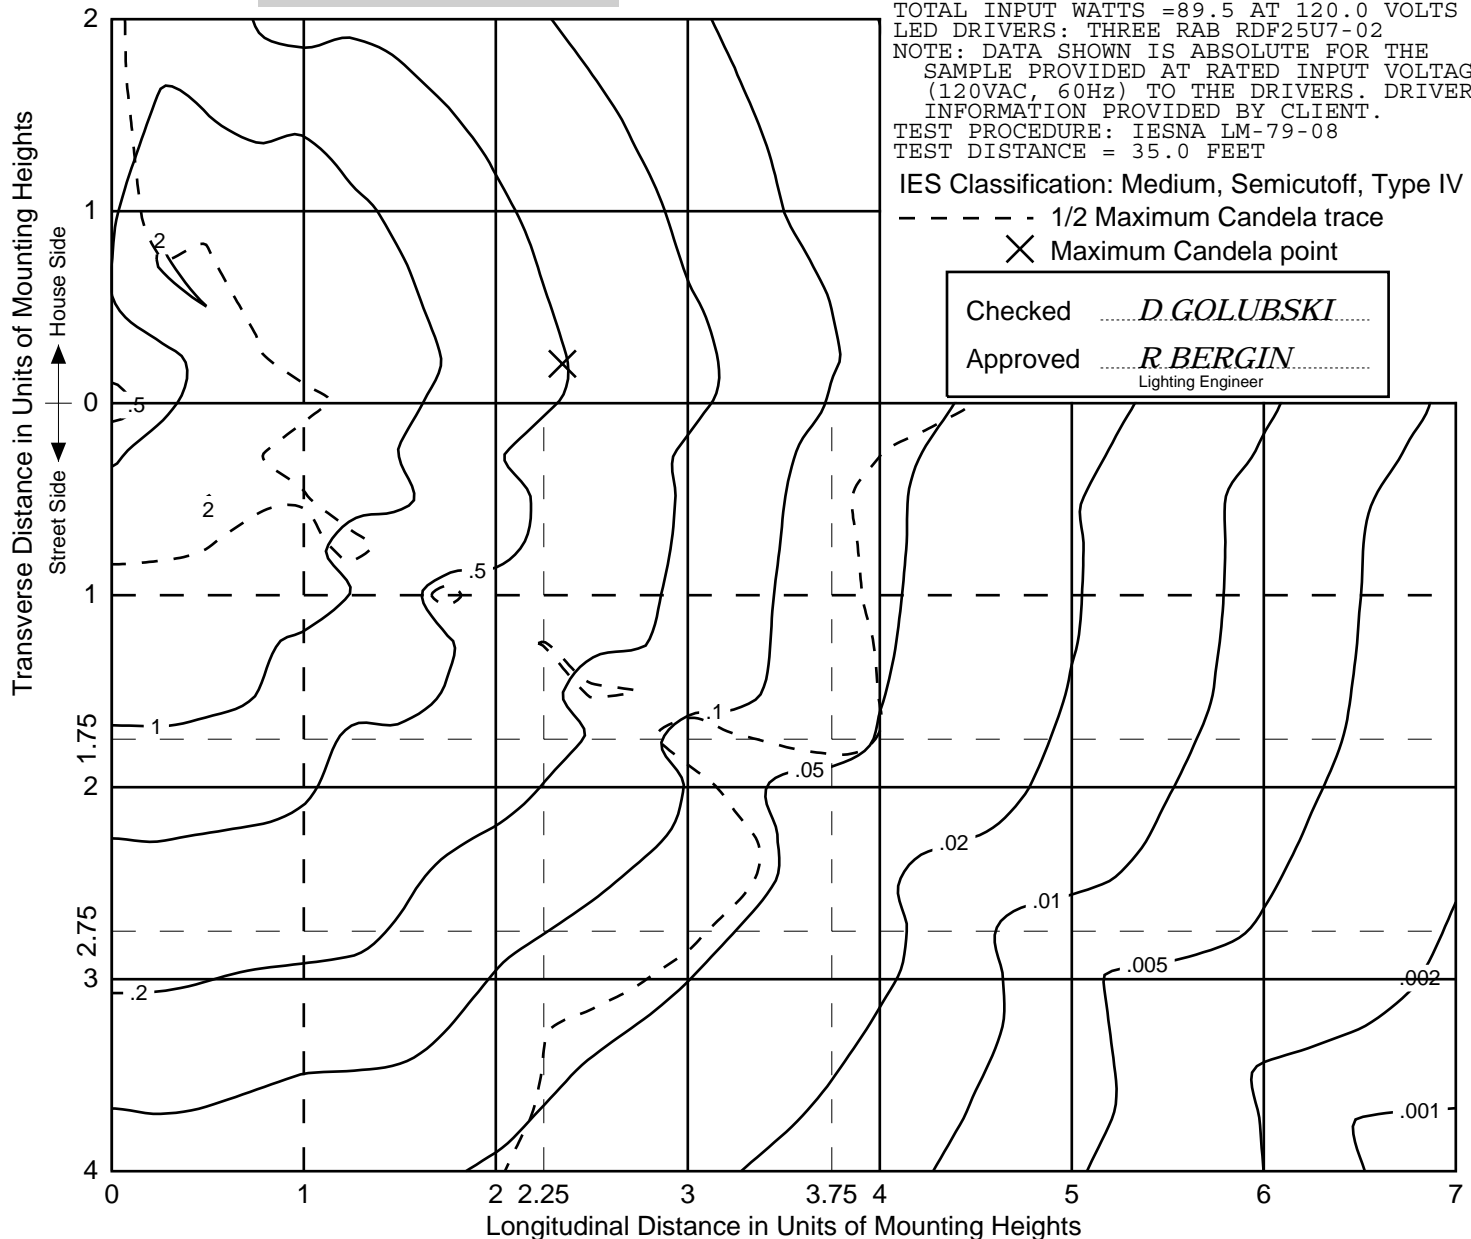 TOTAL INPUT WATTS =89.5 AT 120.0 VOLTS
LED DRIVERS: THREE RAB RDF25U7-02
NOTE: DATA SHOWN IS ABSOLUTE FOR THE
SAMPLE PROVIDED AT RATED INPUT VOLTAG
(120VAC, 60Hz) TO THE DRIVERS. DRIVER
INFORMATION PROVIDED BY CLIENT.
TEST PROCEDURE: IESNA LM-79-08
TEST DISTANCE = 35.0 FEET
IES Classification: Medium, Semicutoff, Type IV
1/2 Maximum Candela trace
Maximum Candela point
Checked D GOLUBSKI
Approved R BERGIN
Lighting Engineer
Transverse Distance in Units of Mounting Heights
Street Side House Side
2
1
0
1
1.75
2
2.75
3
4
2
.5
2
.5
1
.1
.05
.02
.01
.005
.2
.002
.001
0 1 2 2.25 3 3.75 4 5 6 7
Longitudinal Distance in Units of Mounting Heights